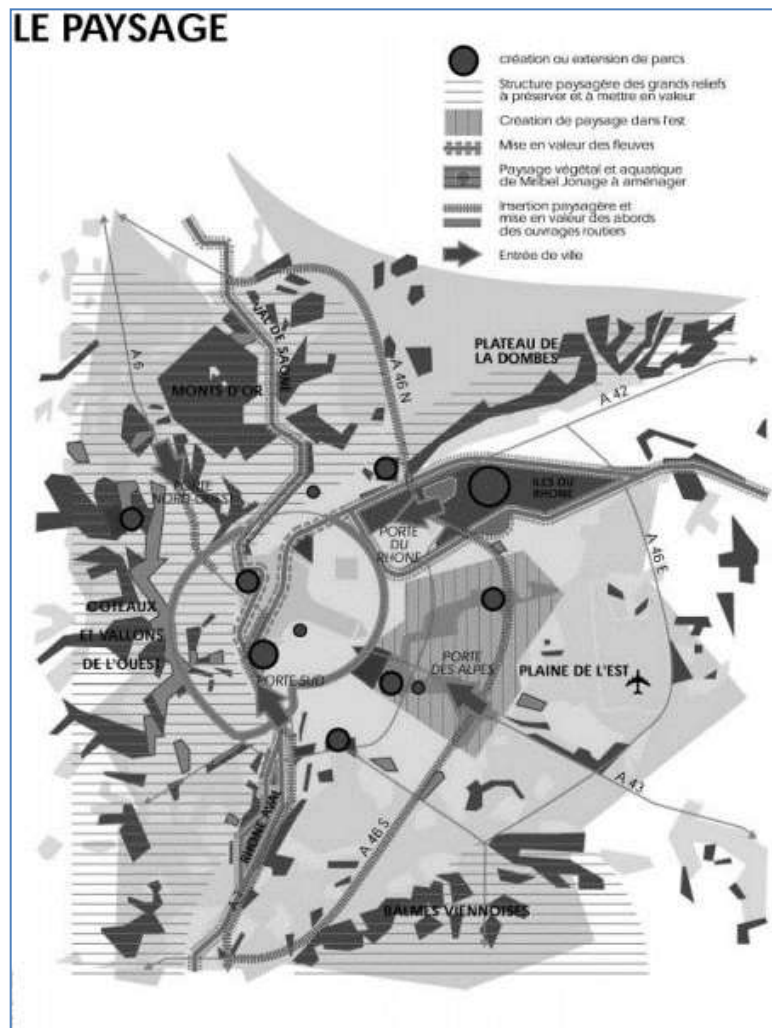 LE PAYSAGE
création ou extension de parcs
Structure paysagère des grands reliefs
à préserver et à mettre en valeur
Création de paysage dans l'est
Mise en valeur des fleuves
Paysage végétal et aquatique
de Miribel Jonage à aménager
Insertion paysagère et
mise en valeur des abords
des ouvrages routiers
Entrée de ville
VAL DE SAONE
PLATEAU DE
LA DOMBES
A 6
A 46 N
MONTS D'OR
A 42
PORTE
NORD-OUEST
ILES DU
RHONE
PORTE
DU
RHONE
A 46 E
COTEAUX
ET VALLONS
DE L'OUEST
PORTE SUD
PORTE
DES ALPES
PLAINE DE L'EST
A 43
RHONE AVAL
A 46 S
BALMES VIENNOISES